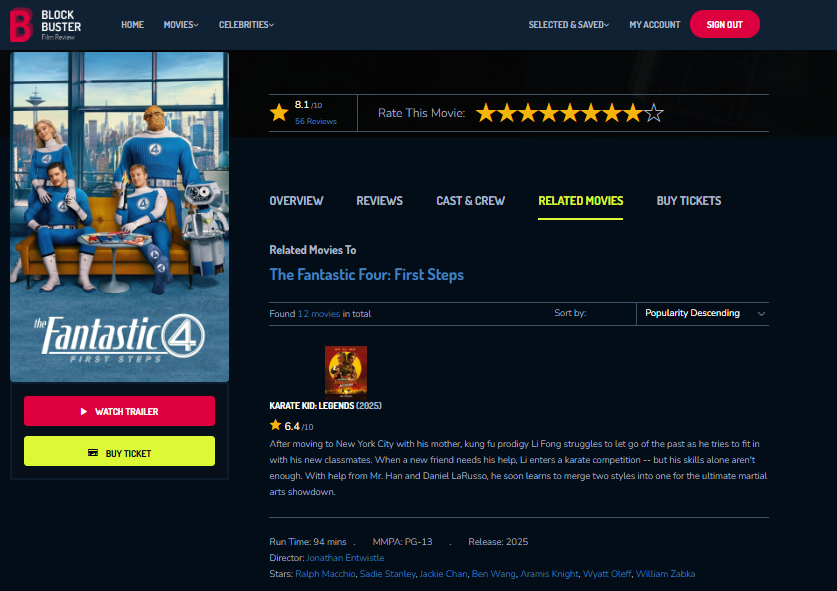 BLOCK
BUSTER
Film Review
HOME
MOVIES
CELEBRITIES
SELECTED & SAVED
MY ACCOUNT
SIGN OUT
8.1 /10
56 Reviews
Rate This Movie:
OVERVIEW
REVIEWS
CAST & CREW
RELATED MOVIES
BUY TICKETS
4
4
4
4
the Fantastic 4
FIRST STEPS
WATCH TRAILER
BUY TICKET
Related Movies To
The Fantastic Four: First Steps
Found 12 movies in total
Sort by:
Popularity Descending
KARATE KID: LEGENDS (2025)
6.4 /10
After moving to New York City with his mother, kung fu prodigy Li Fong struggles to let go of the past as he tries to fit in
with his new classmates. When a new friend needs his help, Li enters a karate competition -- but his skills alone aren't
enough. With help from Mr. Han and Daniel LaRusso, he soon learns to merge two styles into one for the ultimate martial
arts showdown.
Run Time: 94 mins . MMPA: PG-13 . Release: 2025
Director: Jonathan Entwistle
Stars: Ralph Macchio, Sadie Stanley, Jackie Chan, Ben Wang, Aramis Knight, Wyatt Oleff, William Zabka